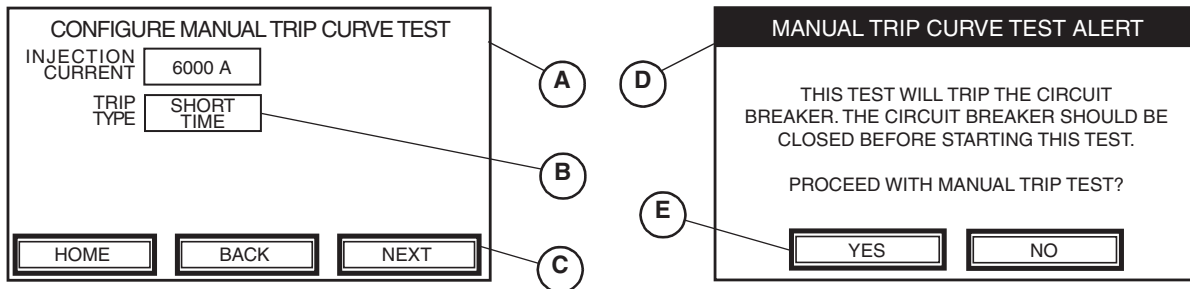 CONFIGURE MANUAL TRIP CURVE TEST
INJECTION
CURRENT
6000 A
TRIP
TYPE
SHORT
TIME
HOME
BACK
NEXT
A
B
C
MANUAL TRIP CURVE TEST ALERT
THIS TEST WILL TRIP THE CIRCUIT
BREAKER. THE CIRCUIT BREAKER SHOULD BE
CLOSED BEFORE STARTING THIS TEST.
PROCEED WITH MANUAL TRIP TEST?
YES
NO
D
E